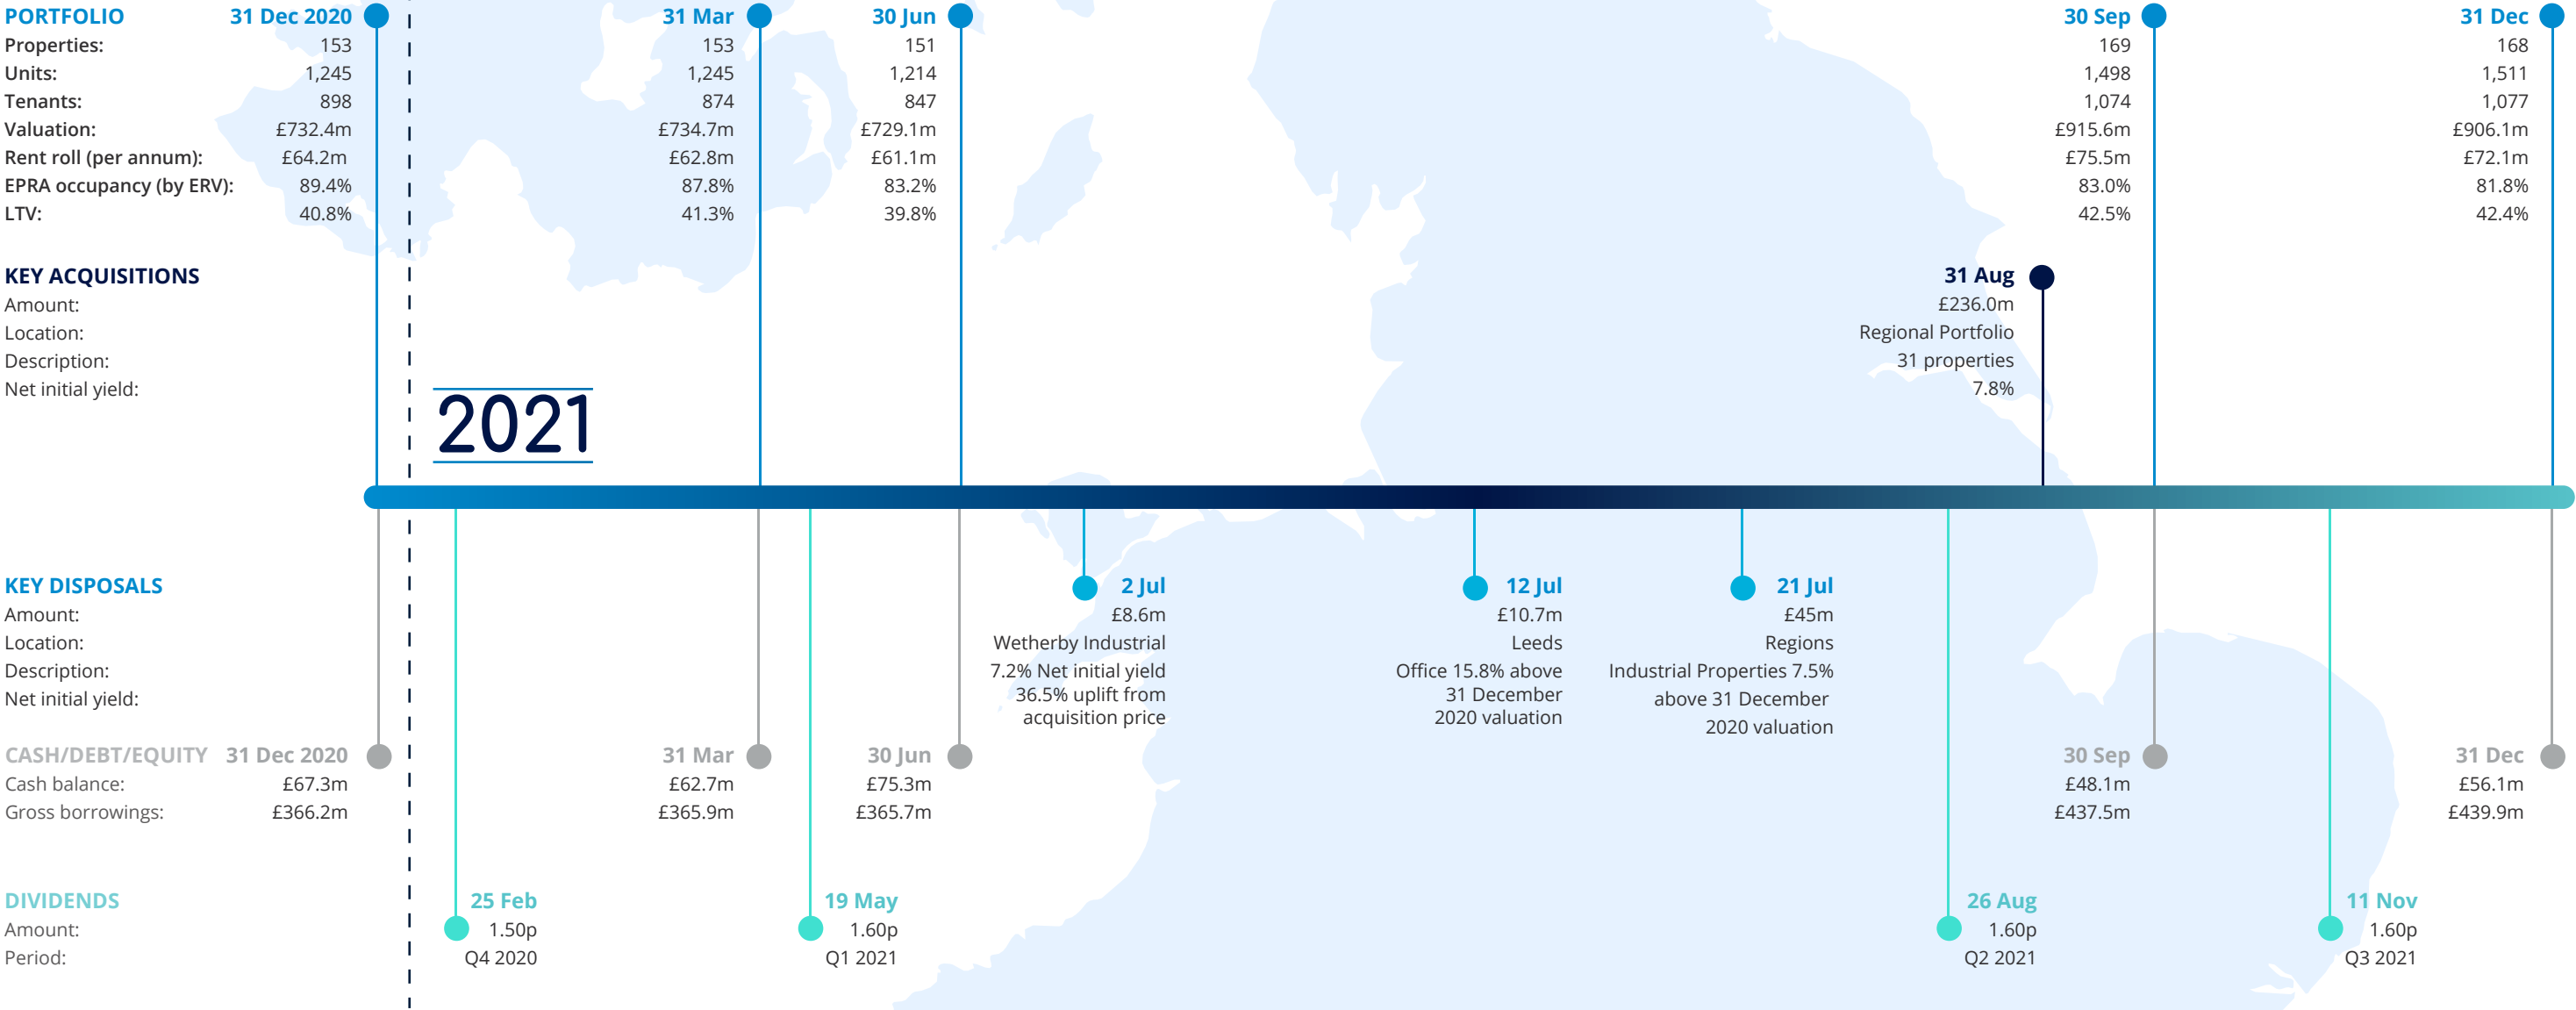 PORTFOLIO 31 Dec 2020 31 Mar 30 Jun 30 Sep 31 Dec
Properties: 153 153 151 169 168
Units: 1,245 1,245 1,214 1,498 1,511
Tenants: 898 874 847 1,074 1,077
Valuation: £732.4m £734.7m £729.1m £915.6m £906.1m
Rent roll (per annum): £64.2m £62.8m £61.1m £75.5m £72.1m
EPRA occupancy (by ERV): 89.4% 87.8% 83.2% 83.0% 81.8%
LTV: 40.8% 41.3% 39.8% 42.5% 42.4%
KEY ACQUISITIONS 31 Aug
Amount: £236.0m
Location: Regional Portfolio
Description: 31 properties
Net initial yield: 7.8%
2021
KEY DISPOSALS 2 Jul 12 Jul 21 Jul
Amount: £8.6m £10.7m £45m
Location: Wetherby Industrial Leeds Regions
Description: 7.2% Net initial yield Office 15.8% above Industrial Properties 7.5%
Net initial yield: 36.5% uplift from 31 December above 31 December
acquisition price 2020 valuation 2020 valuation
CASH/DEBT/EQUITY 31 Dec 2020 31 Mar 30 Jun 30 Sep 31 Dec
Cash balance: £67.3m £62.7m £75.3m £48.1m £56.1m
Gross borrowings: £366.2m £365.9m £365.7m £437.5m £439.9m
DIVIDENDS 25 Feb 19 May 26 Aug 11 Nov
Amount: 1.50p 1.60p 1.60p 1.60p
Period: Q4 2020 Q1 2021 Q2 2021 Q3 2021